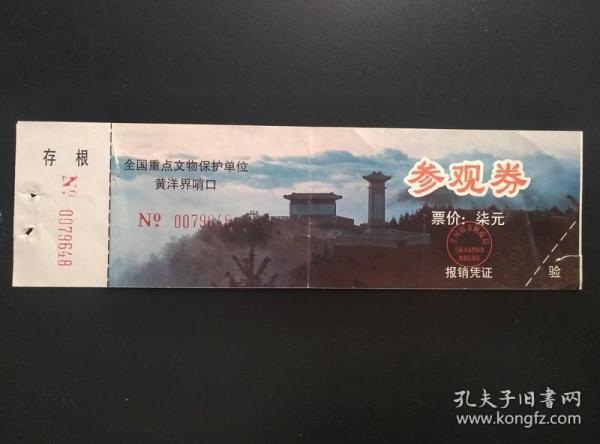 存根
№ 0079648
全国重点文物保护单位
黄洋界哨口
№ 0079648
参观券
票价：柒元
报销凭证
验
孔夫子旧书网
www.kongfz.com